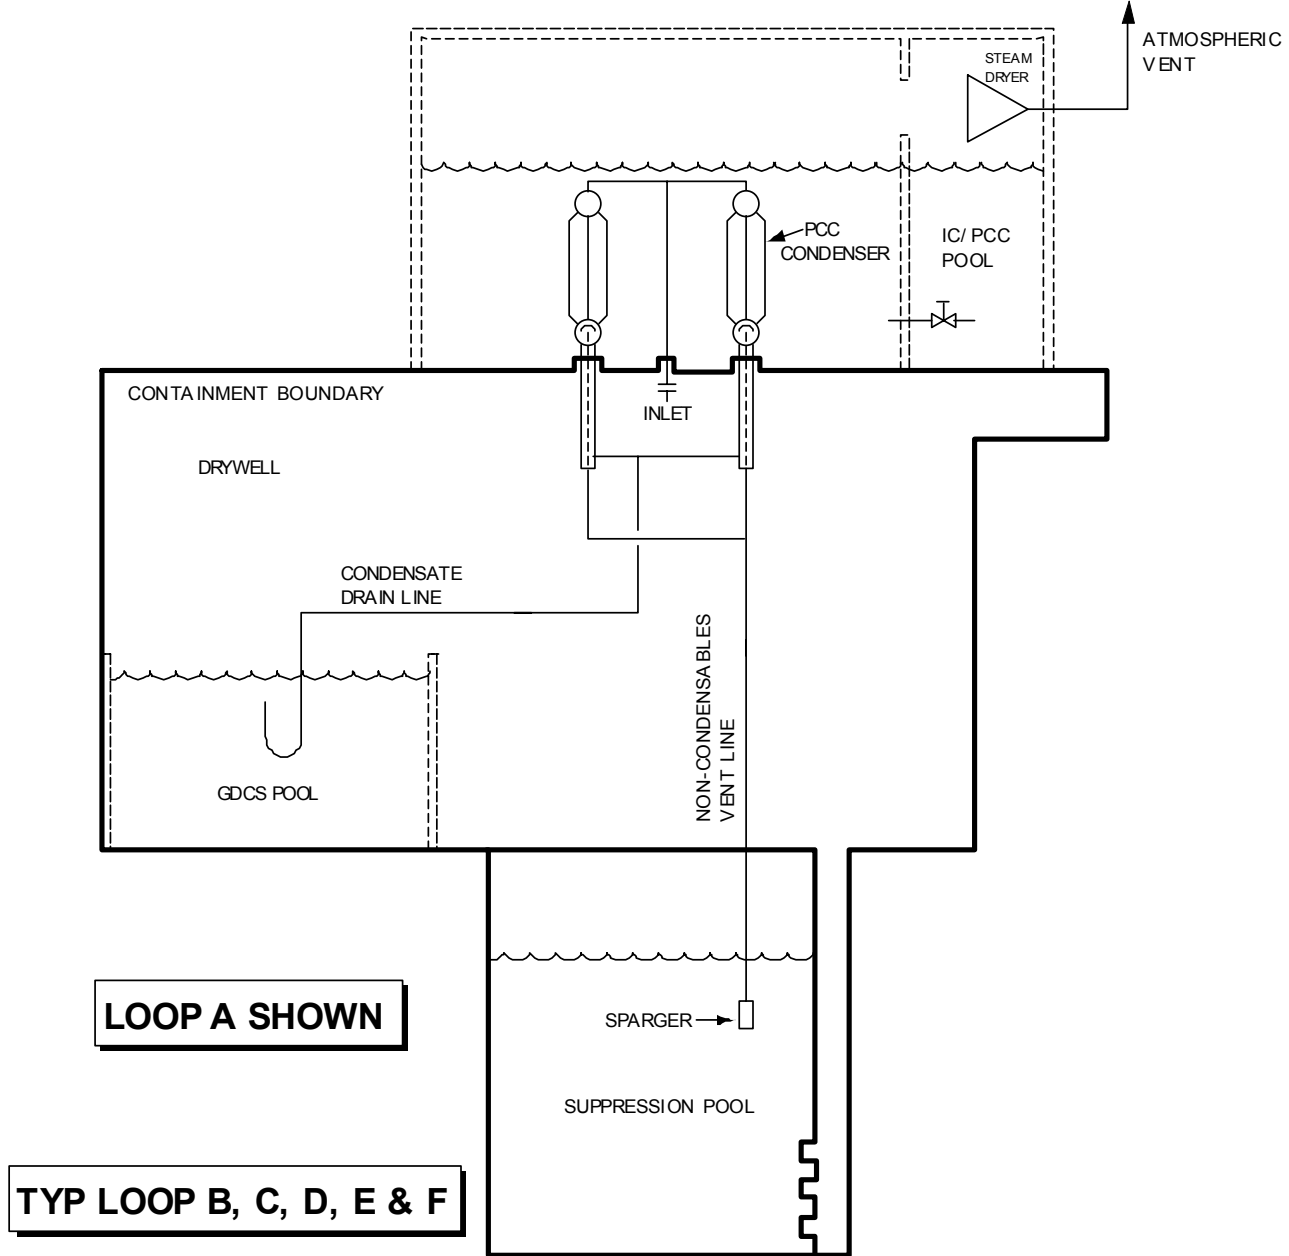 ATMOSPHERIC
VENT
STEAM
DRYER
PCC
CONDENSER
IC/ PCC
POOL
CONTAINMENT BOUNDARY
INLET
DRYWELL
CONDENSATE
DRAIN LINE
NON-CONDENSABLES
VENT LINE
GDCS POOL
LOOP A SHOWN
SPARGER
SUPPRESSION POOL
TYP LOOP B, C, D, E & F